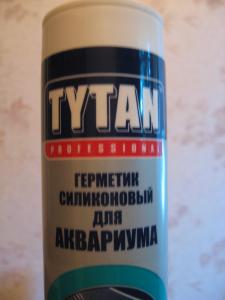 TYTAN
PROFESSIONAL
ГЕРМЕТИК
СИЛИКОНОВЫЙ
ДЛЯ
АКВАРИУМА